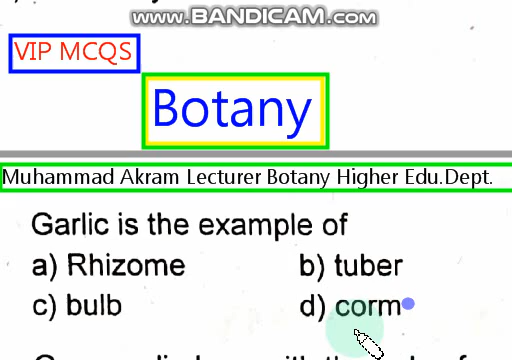 www.BANDICAM.com
VIP MCQS
Botany
Muhammad Akram Lecturer Botany Higher Edu.Dept.
Garlic is the example of
a) Rhizome b) tuber
c) bulb d) corm